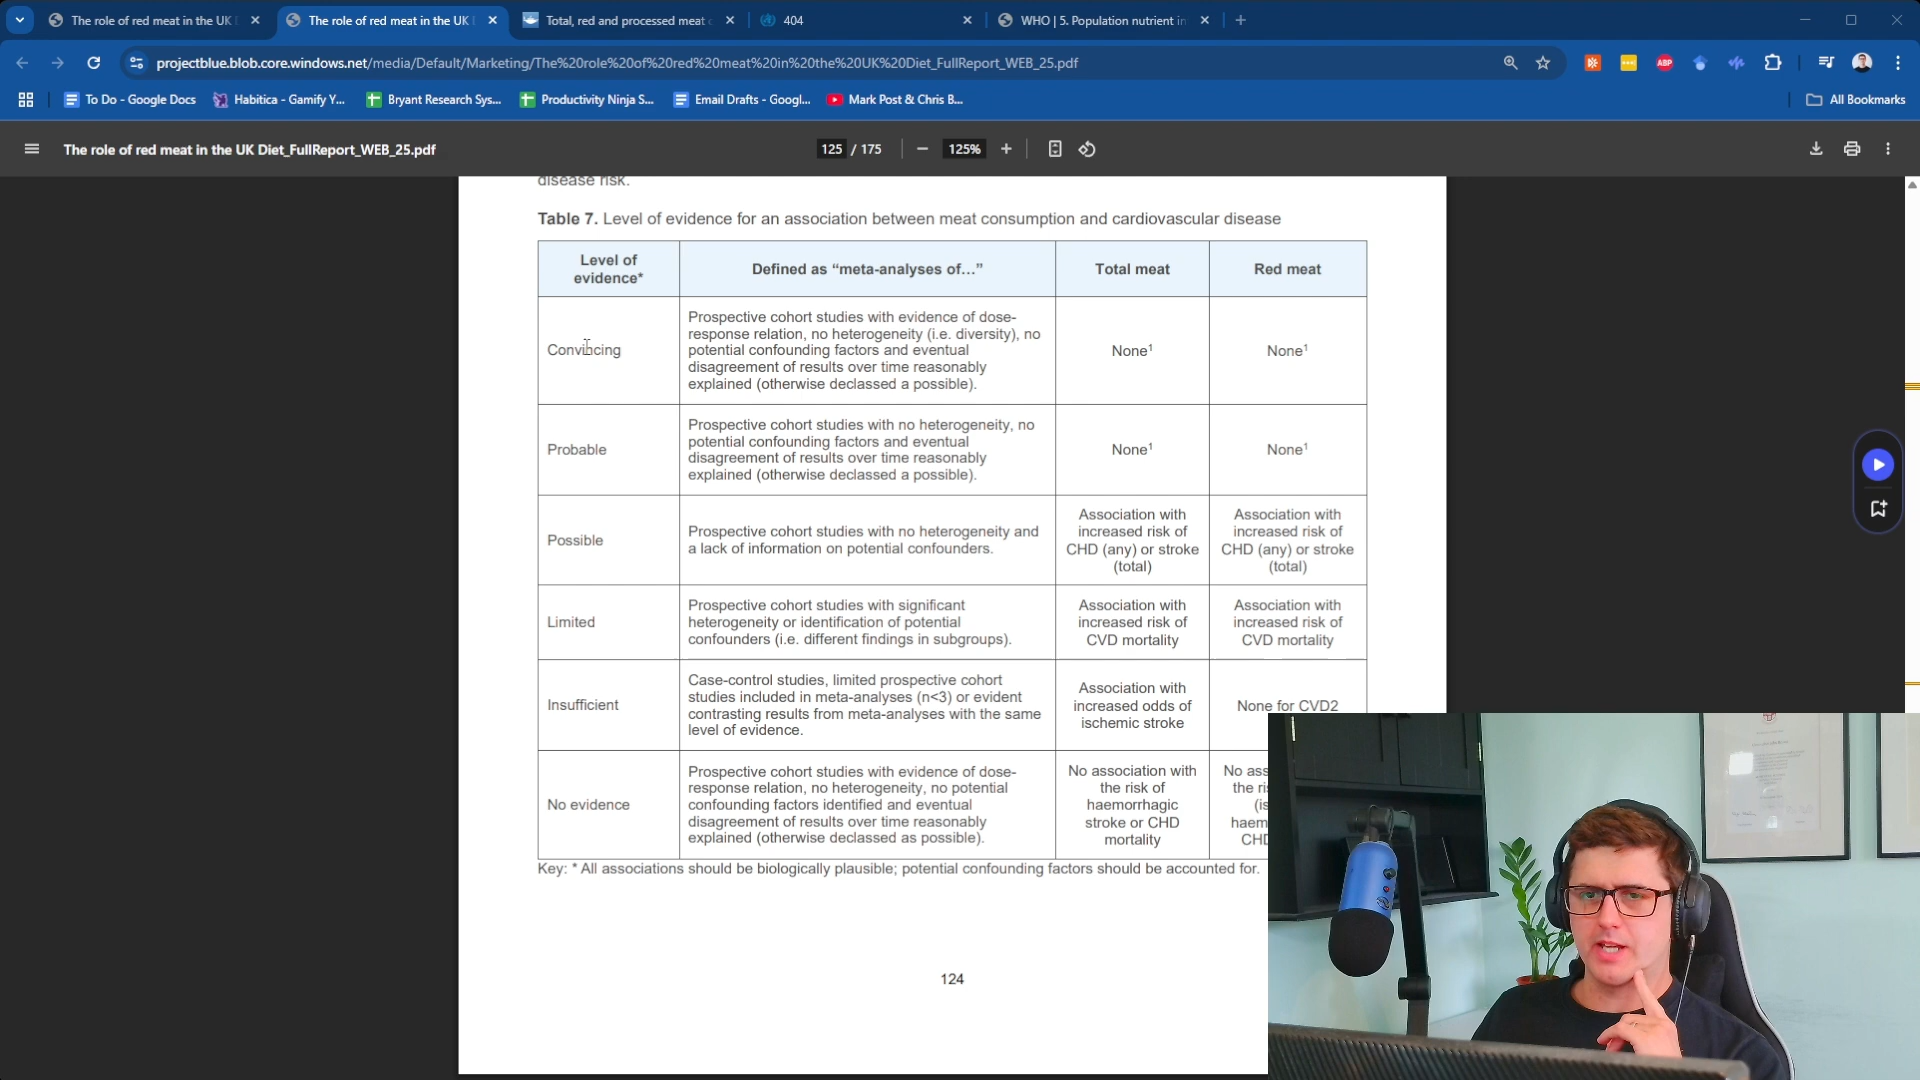 The role of red meat in the UK
The role of red meat in the UK
Total, red and processed meat
404
WHO | 5. Population nutrient in
projectblue.blob.core.windows.net/media/Default/Marketing/The%20role%20of%20red%20meat%20in%20the%20UK%20Diet_FullReport_WEB_25.pdf
To Do - Google Docs
Habitica - Gamify Y...
Bryant Research Sys...
Productivity Ninja S...
Email Drafts - Googl...
Mark Post & Chris B...
All Bookmarks
ABP
The role of red meat in the UK Diet_FullReport_WEB_25.pdf
125 / 175
125%
disease risk.
Table 7. Level of evidence for an association between meat consumption and cardiovascular disease
Level of
evidence*
Defined as “meta-analyses of…”
Total meat
Red meat
Convincing
Prospective cohort studies with evidence of dose-
response relation, no heterogeneity (i.e. diversity), no
potential confounding factors and eventual
disagreement of results over time reasonably
explained (otherwise declassed a possible).
None¹
None¹
Probable
Prospective cohort studies with no heterogeneity, no
potential confounding factors and eventual
disagreement of results over time reasonably
explained (otherwise declassed a possible).
None¹
None¹
Possible
Prospective cohort studies with no heterogeneity and
a lack of information on potential confounders.
Association with
increased risk of
CHD (any) or stroke
(total)
Association with
increased risk of
CHD (any) or stroke
(total)
Limited
Prospective cohort studies with significant
heterogeneity or identification of potential
confounders (i.e. different findings in subgroups).
Association with
increased risk of
CVD mortality
Association with
increased risk of
CVD mortality
Insufficient
Case-control studies, limited prospective cohort
studies included in meta-analyses (n<3) or evident
contrasting results from meta-analyses with the same
level of evidence.
Association with
increased odds of
ischemic stroke
None for CVD2
No evidence
Prospective cohort studies with evidence of dose-
response relation, no heterogeneity, no potential
confounding factors identified and eventual
disagreement of results over time reasonably
explained (otherwise declassed as possible).
No association with
the risk of
haemorrhagic
stroke or CHD
mortality
No ass
the ri
(is
haem
CHD
Key: * All associations should be biologically plausible; potential confounding factors should be accounted for.
124